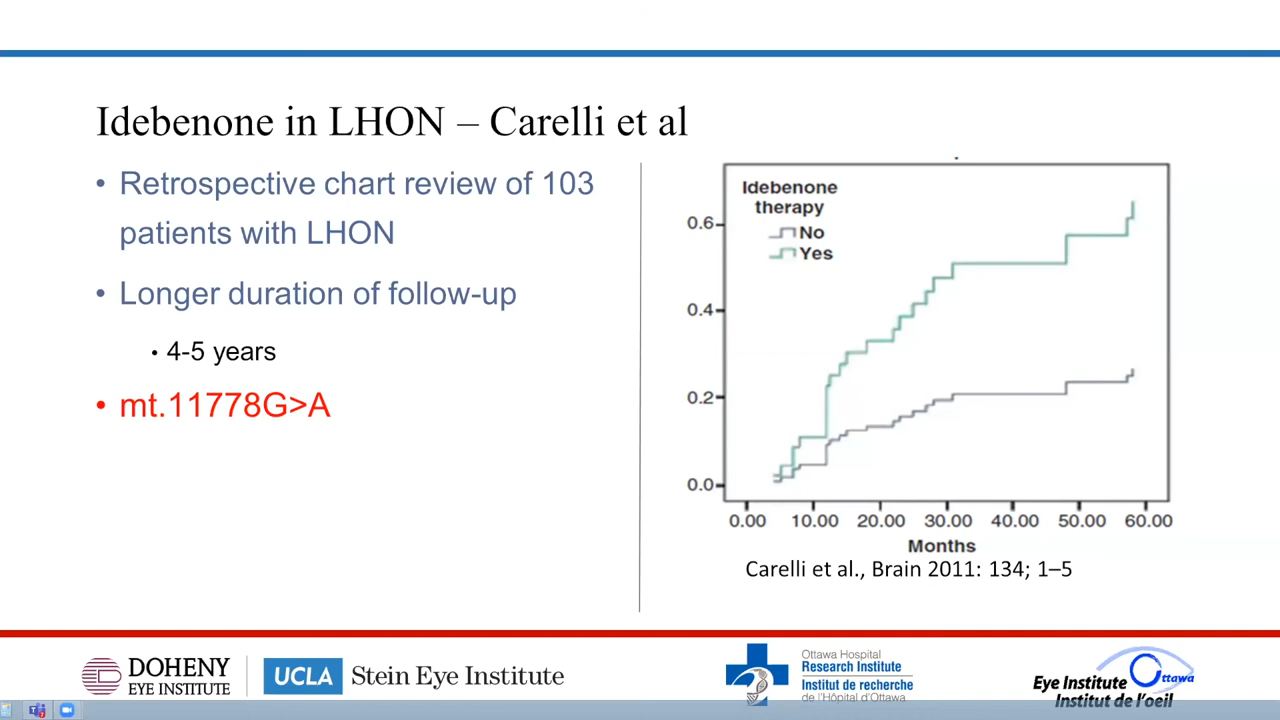 Idebenone in LHON – Carelli et al
• Retrospective chart review of 103
patients with LHON
• Longer duration of follow-up
• 4-5 years
• mt.11778G>A
Idebenone
therapy
No
Yes
0.6
0.4
0.2
0.0
0.00 10.00 20.00 30.00 40.00 50.00 60.00
Months
Carelli et al., Brain 2011: 134; 1–5
DOHENY
EYE INSTITUTE
UCLA Stein Eye Institute
Ottawa Hospital
Research Institute
Institut de recherche
de l'Hôpital d'Ottawa
Eye Institute Ottawa
Institut de l'oeil